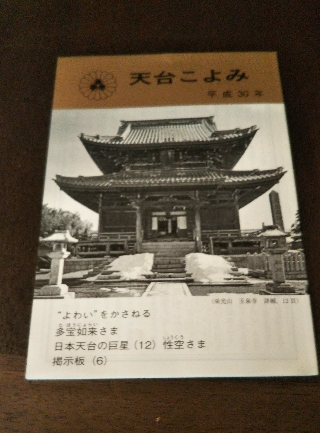 天台こよみ
平成30年
"よわい"をかさねる
多宝如来さま
日本天台の巨星(12) 性空さま
掲示板(6)